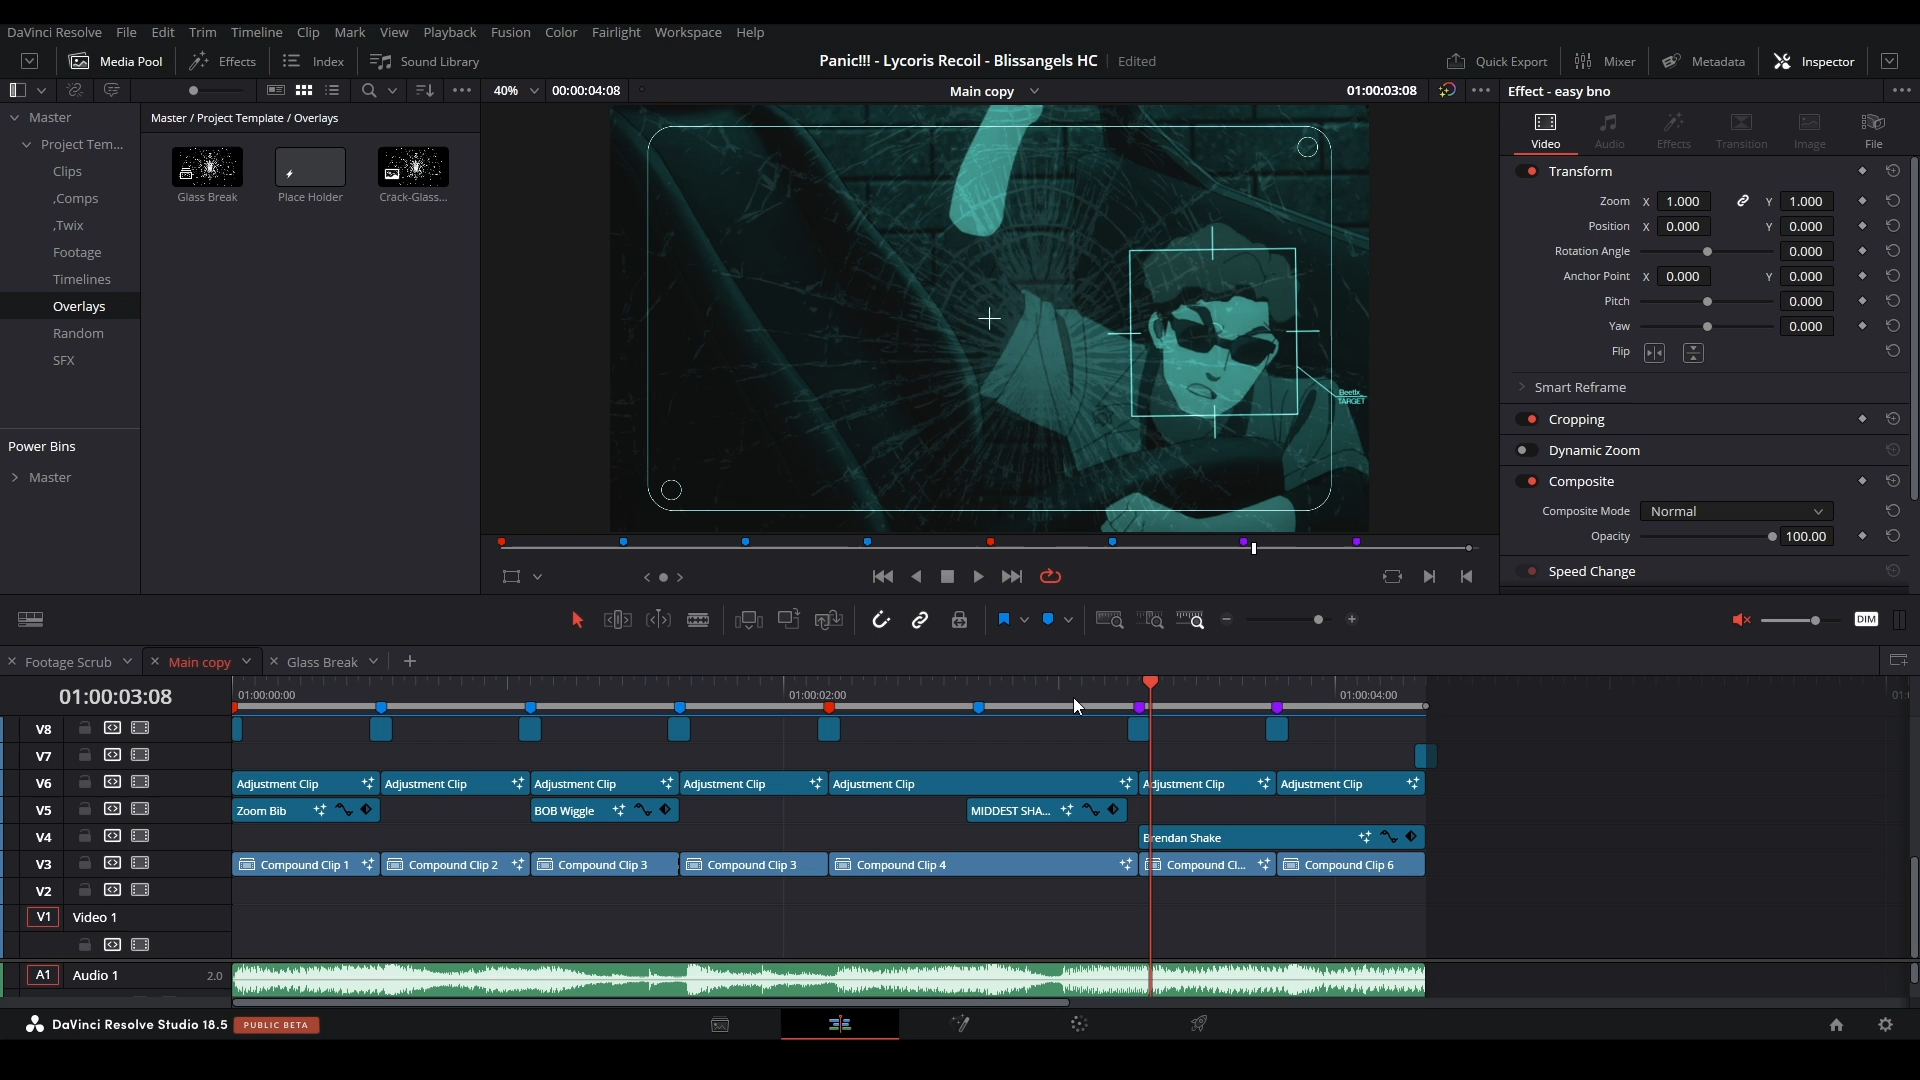 DaVinci Resolve File Edit Trim Timeline Clip Mark View Playback Fusion Color Fairlight Workspace Help
Media Pool Effects Index Sound Library Panic!!! - Lycoris Recoil - Blissangels HC Edited Quick Export Mixer Metadata Inspector
40% 00:00:04:08 Main copy 01:00:03:08 Effect - easy bno
Master
Project Tem...
Clips
,Comps
,Twix
Footage
Timelines
Overlays
Random
SFX
Power Bins
Master
Master / Project Template / Overlays
Glass Break Place Holder Crack-Glass...
TARGET
Video Audio Effects Transition Image File
Transform
Zoom X 1.000 Y 1.000
Position X 0.000 Y 0.000
Rotation Angle 0.000
Anchor Point X 0.000 Y 0.000
Pitch 0.000
Yaw 0.000
Flip
Smart Reframe
Cropping
Dynamic Zoom
Composite
Composite Mode Normal
Opacity 100.00
Speed Change
DIM
Footage Scrub Main copy Glass Break
01:00:03:08 01:00:00:00 01:00:02:00 01:00:04:00
V8
V7
V6 Adjustment Clip Adjustment Clip Adjustment Clip Adjustment Clip Adjustment Clip Adjustment Clip Adjustment Clip
V5 Zoom Bib BOB Wiggle MIDDEST SHA...
V4 Brendan Shake
V3 Compound Clip 1 Compound Clip 2 Compound Clip 3 Compound Clip 3 Compound Clip 4 Compound Cl... Compound Clip 6
V2
V1 Video 1
A1 Audio 1 2.0
DaVinci Resolve Studio 18.5 PUBLIC BETA